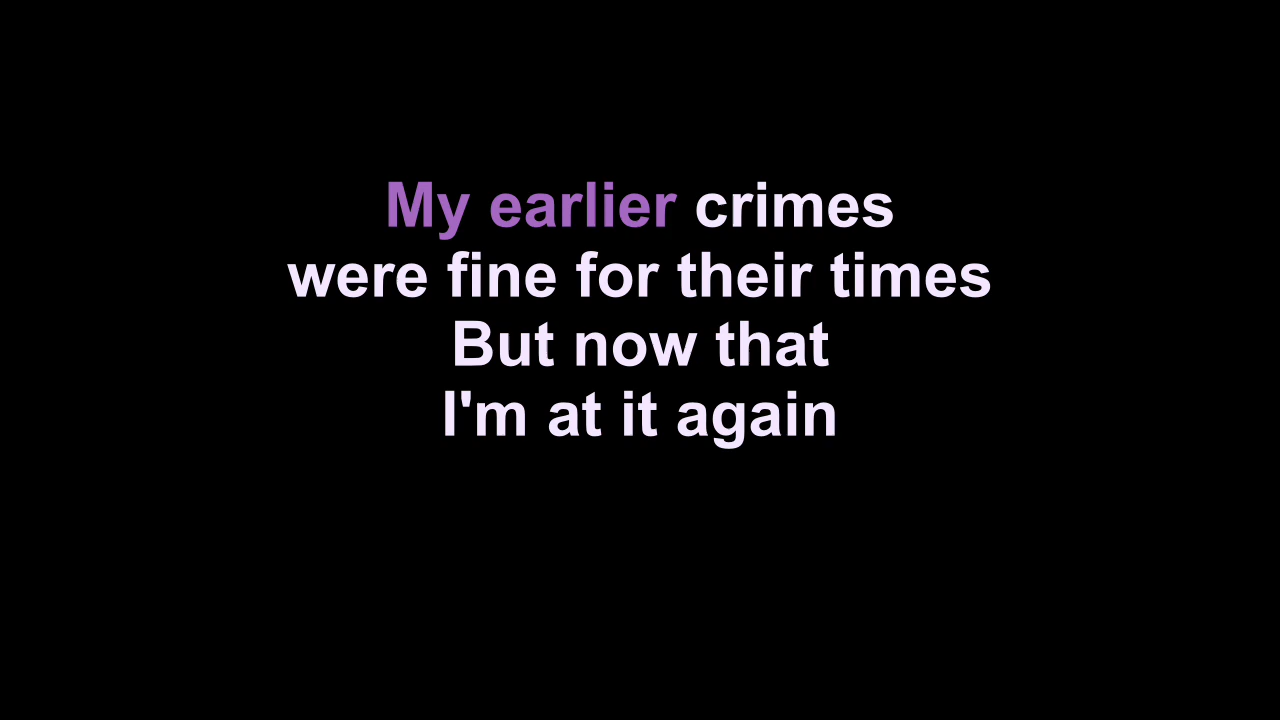 My earlier crimes
were fine for their times
But now that
I'm at it again